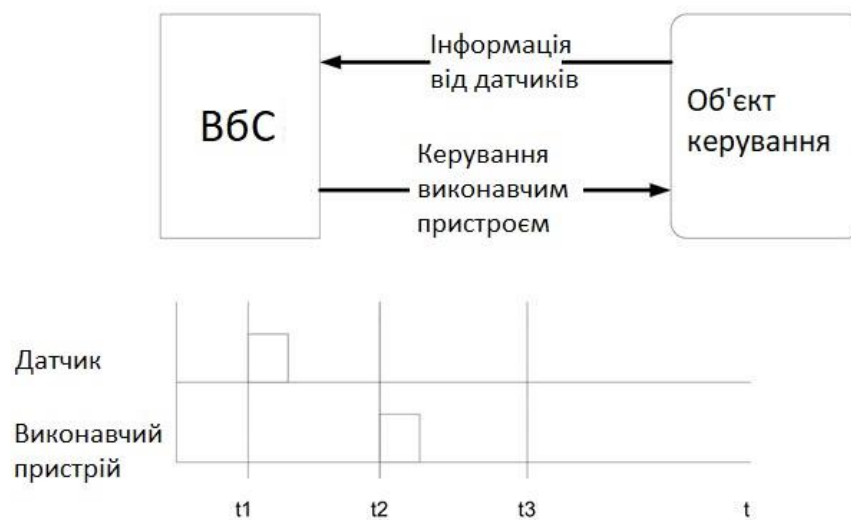 Інформація
від датчиків
ВбС
Об'єкт
керування
Керування
виконавчим
пристроєм
Датчик
Виконавчий
пристрій
t1 t2 t3 t